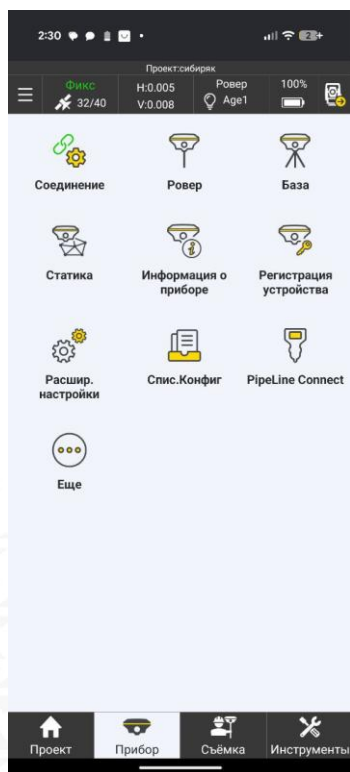 2:30
23+
Проект:сибиряк
Фикс H:0.005 Ровер 100%
32/40 V:0.008 Age1
Соединение Ровер База
Статика Информация о приборе Регистрация устройства
Расшир. настройки Спис.Конфиг PipeLine Connect
Еще
Проект Прибор Съёмка Инструменты